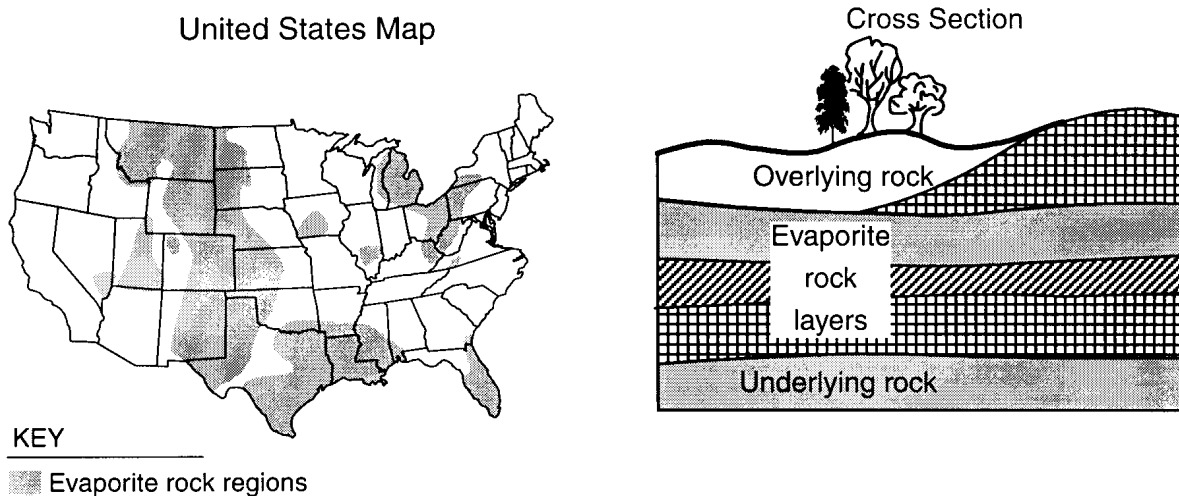 United States Map
KEY
Evaporite rock regions
Cross Section
Overlying rock
Evaporite
rock
layers
Underlying rock